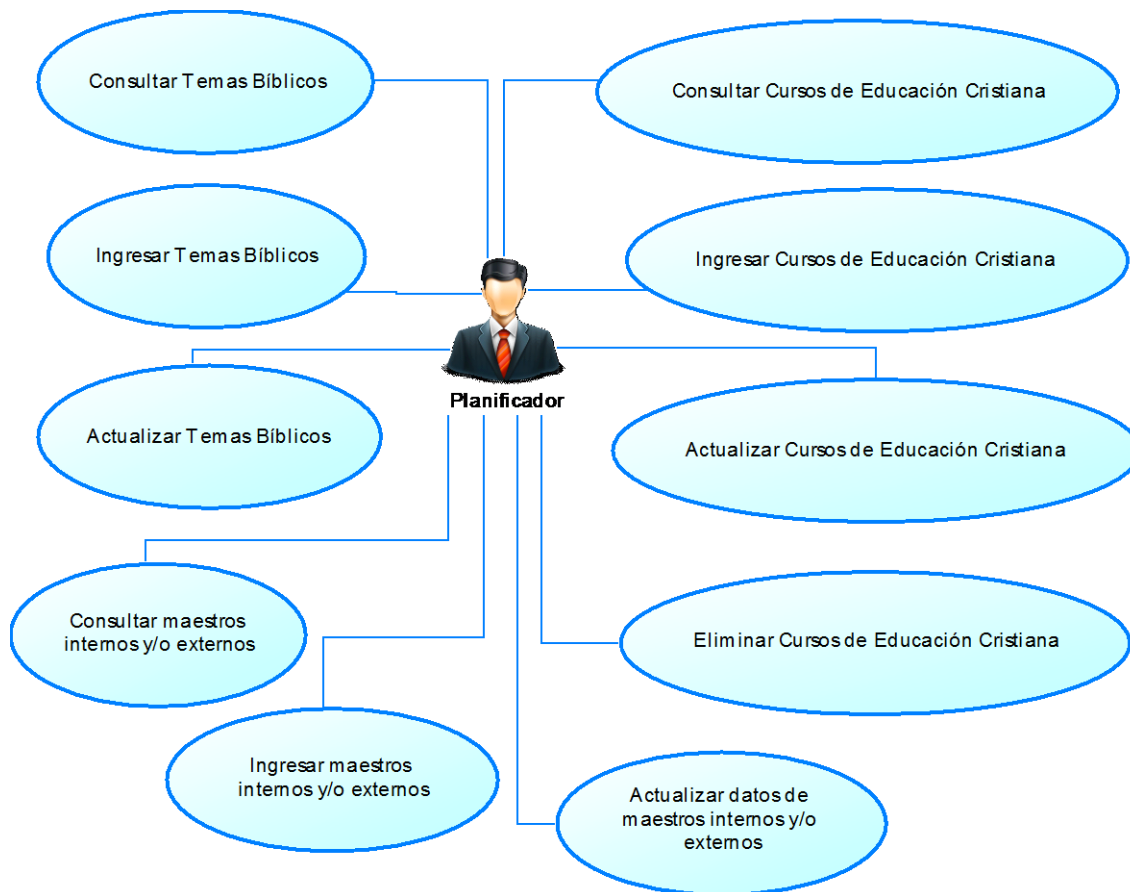 Consultar Temas Bíblicos
Consultar Cursos de Educación Cristiana
Ingresar Temas Bíblicos
Ingresar Cursos de Educación Cristiana
Planificador
Actualizar Temas Bíblicos
Actualizar Cursos de Educación Cristiana
Consultar maestros
internos y/o externos
Eliminar Cursos de Educación Cristiana
Ingresar maestros
internos y/o externos
Actualizar datos de
maestros internos y/o
externos